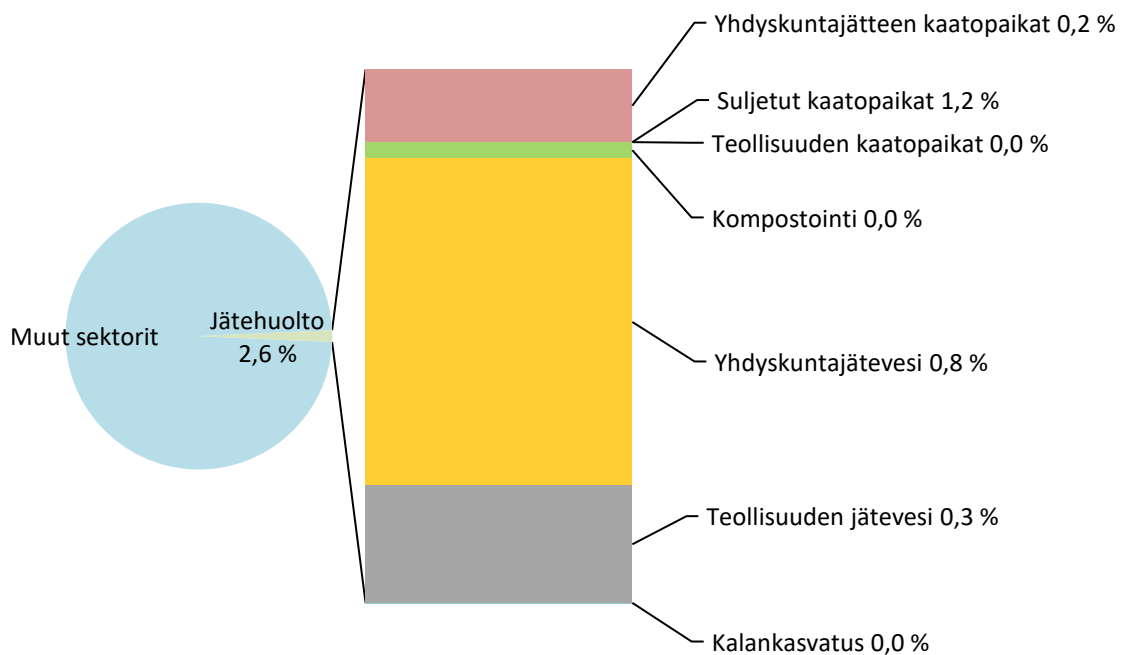 Yhdyskuntajätteen kaatopaikat 0,2 %
Suljetut kaatopaikat 1,2 %
Teollisuuden kaatopaikat 0,0 %
Kompostointi 0,0 %
Muut sektorit
Jätehuolto
2,6 %
Yhdyskuntajätevesi 0,8 %
Teollisuuden jätevesi 0,3 %
Kalankasvatus 0,0 %